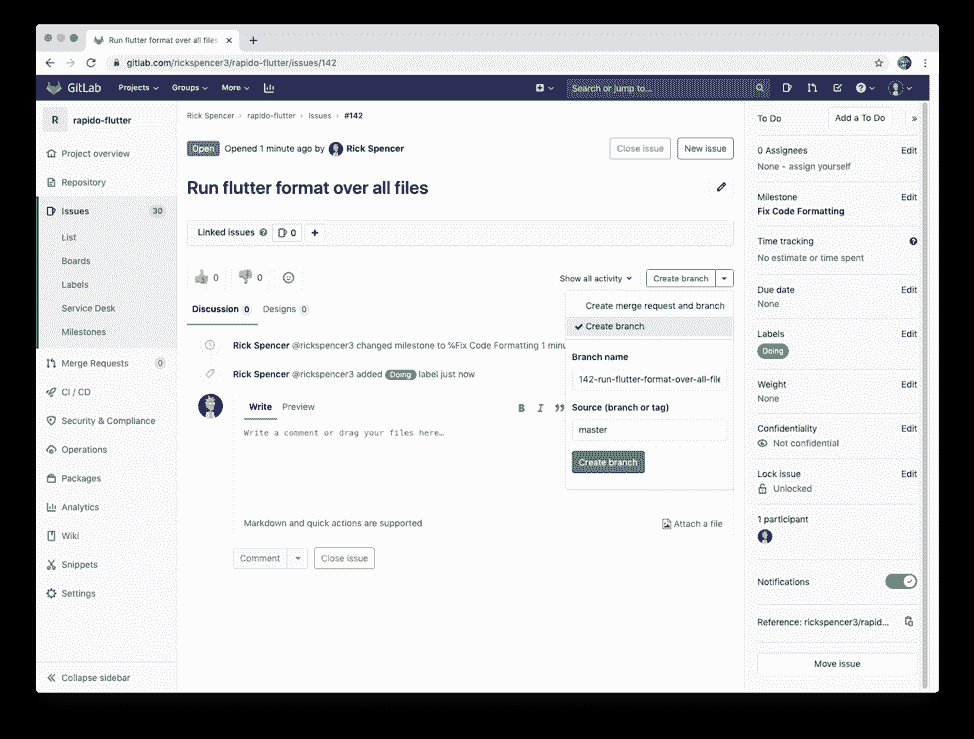 Run flutter format over all files
gitlab.com/rickspencer3/rapido-flutter/issues/142
GitLab Projects Groups More Search or jump to...
R rapido-flutter
Project overview
Repository
Issues 30
List
Boards
Labels
Service Desk
Milestones
Merge Requests 0
CI / CD
Security & Compliance
Operations
Packages
Analytics
Wiki
Snippets
Settings
Collapse sidebar
Rick Spencer › rapido-flutter › Issues › #142
Open Opened 1 minute ago by Rick Spencer Close issue New issue
Run flutter format over all files
Linked issues 0
0 0 Show all activity Create branch
Create merge request and branch
Create branch
Branch name
142-run-flutter-format-over-all-file
Source (branch or tag)
master
Create branch
Discussion 0 Designs 0
Rick Spencer @rickspencer3 changed milestone to %Fix Code Formatting 1 minu
Rick Spencer @rickspencer3 added Doing label just now
Write Preview B I
Write a comment or drag your files here…
Markdown and quick actions are supported Attach a file
Comment Close issue
To Do Add a To Do »
0 Assignees Edit
None - assign yourself
Milestone Edit
Fix Code Formatting
Time tracking
No estimate or time spent
Due date Edit
None
Labels Edit
Doing
Weight Edit
None
Confidentiality Edit
Not confidential
Lock issue Edit
Unlocked
1 participant
Notifications
Reference: rickspencer3/rapid...
Move issue